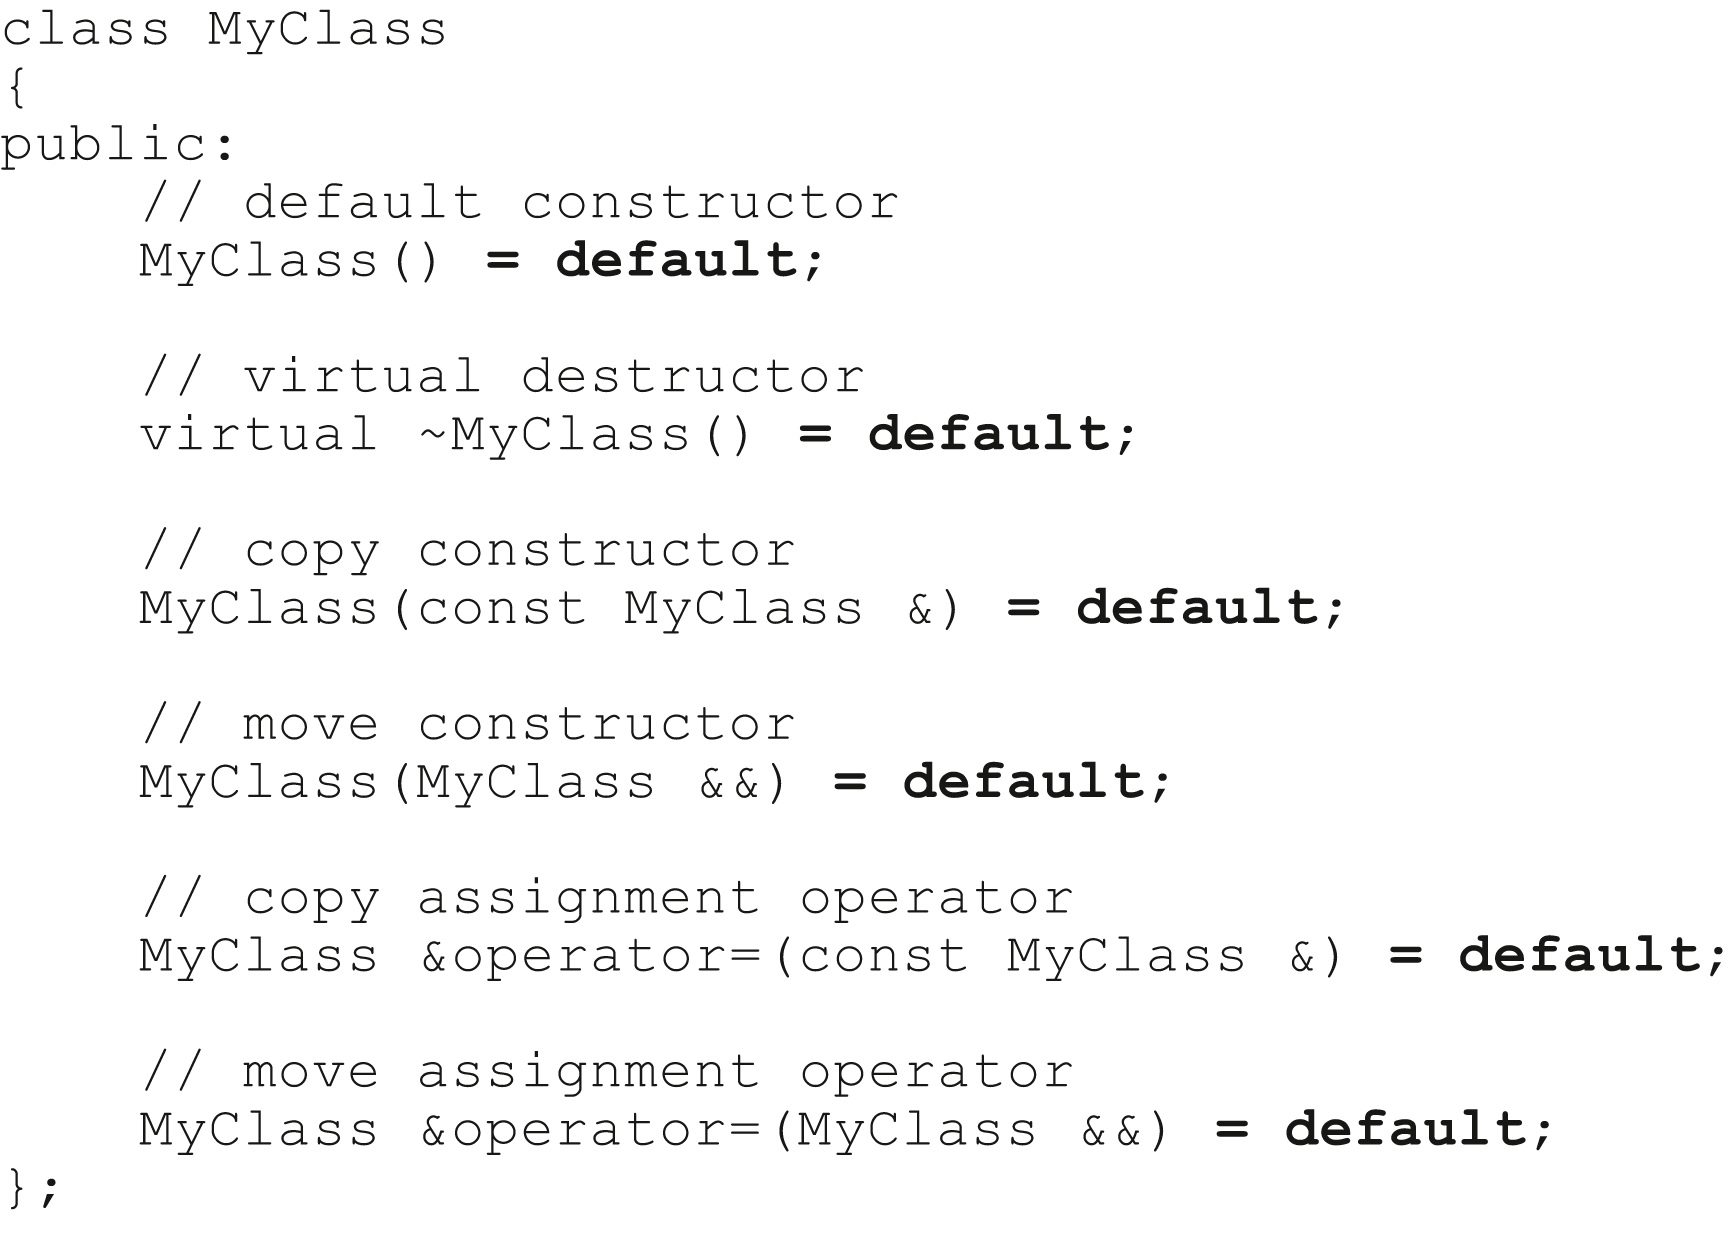 class MyClass
{
public:
    // default constructor
    MyClass() = default;

    // virtual destructor
    virtual ~MyClass() = default;

    // copy constructor
    MyClass(const MyClass &) = default;

    // move constructor
    MyClass(MyClass &&) = default;

    // copy assignment operator
    MyClass &operator=(const MyClass &) = default;

    // move assignment operator
    MyClass &operator=(MyClass &&) = default;
};